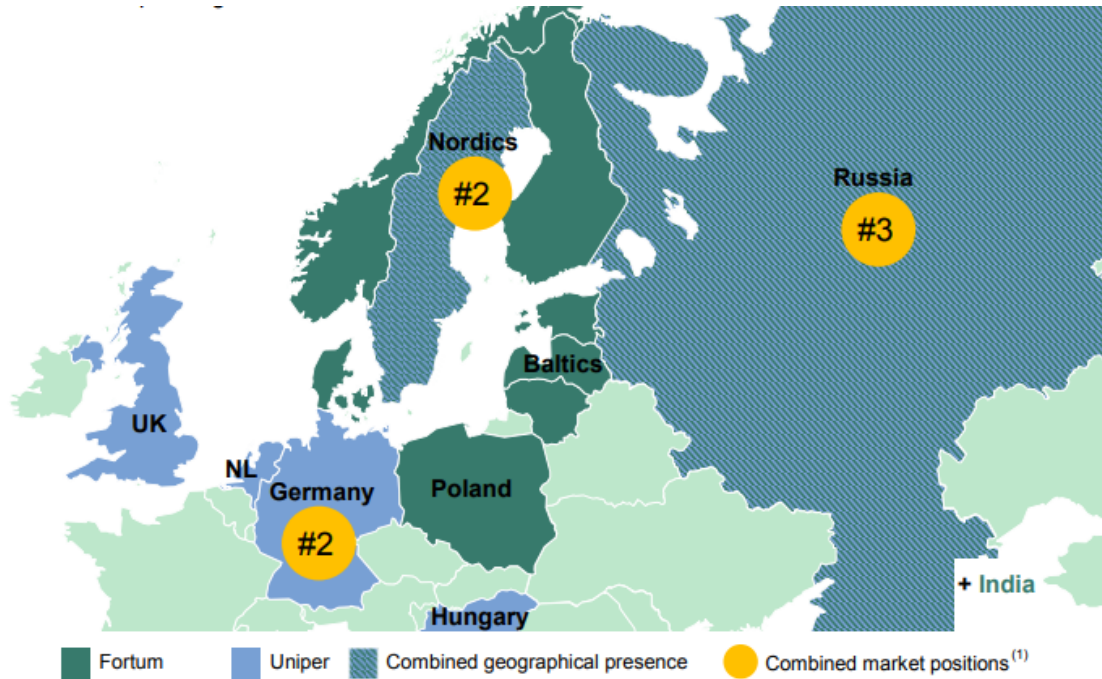 Nordics
#2
Russia
#3
Baltics
UK
NL
Germany
#2
Poland
+ India
Hungary
Fortum
Uniper
Combined geographical presence
Combined market positions(1)